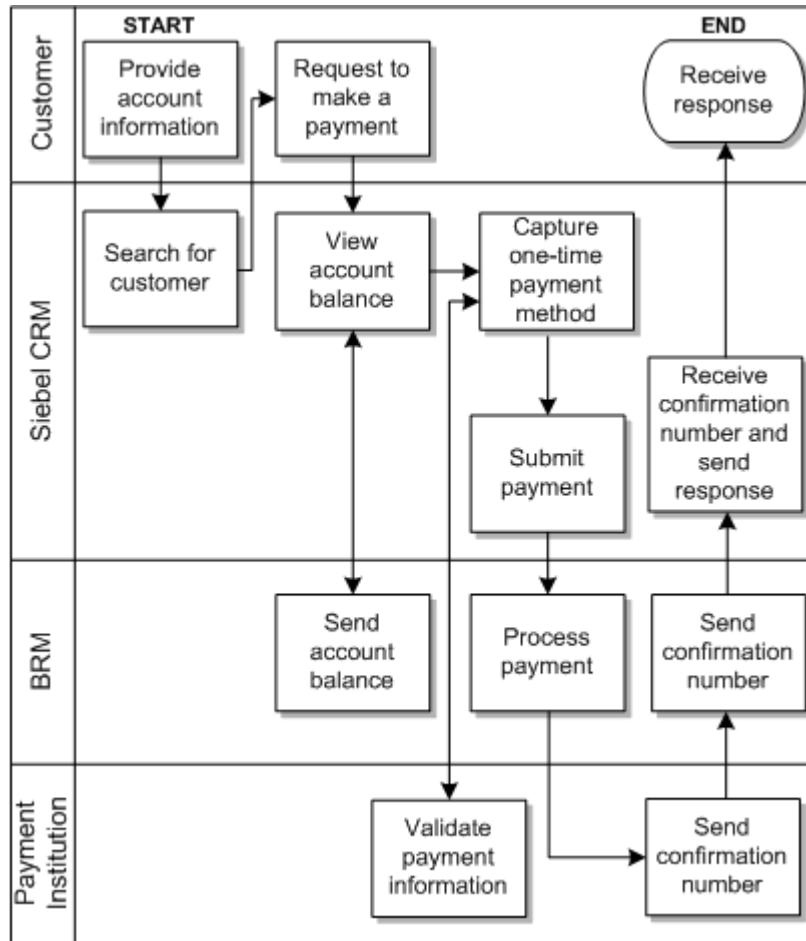 START
END
Customer
Provide
account
information
Request to
make a
payment
Receive
response
Siebel CRM
Search for
customer
View
account
balance
Capture
one-time
payment
method
Submit
payment
Receive
confirmation
number and
send
response
BRM
Send
account
balance
Process
payment
Send
confirmation
number
Payment
Institution
Validate
payment
information
Send
confirmation
number